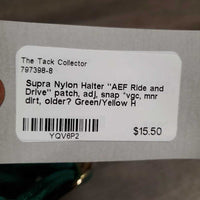 The Tack Collector
797398-8
Supra Nylon Halter "AEF Ride and
Drive" patch, adj, snap *vgc, mnr
dirt, older? Green/Yellow H
YQV6P2
$15.50